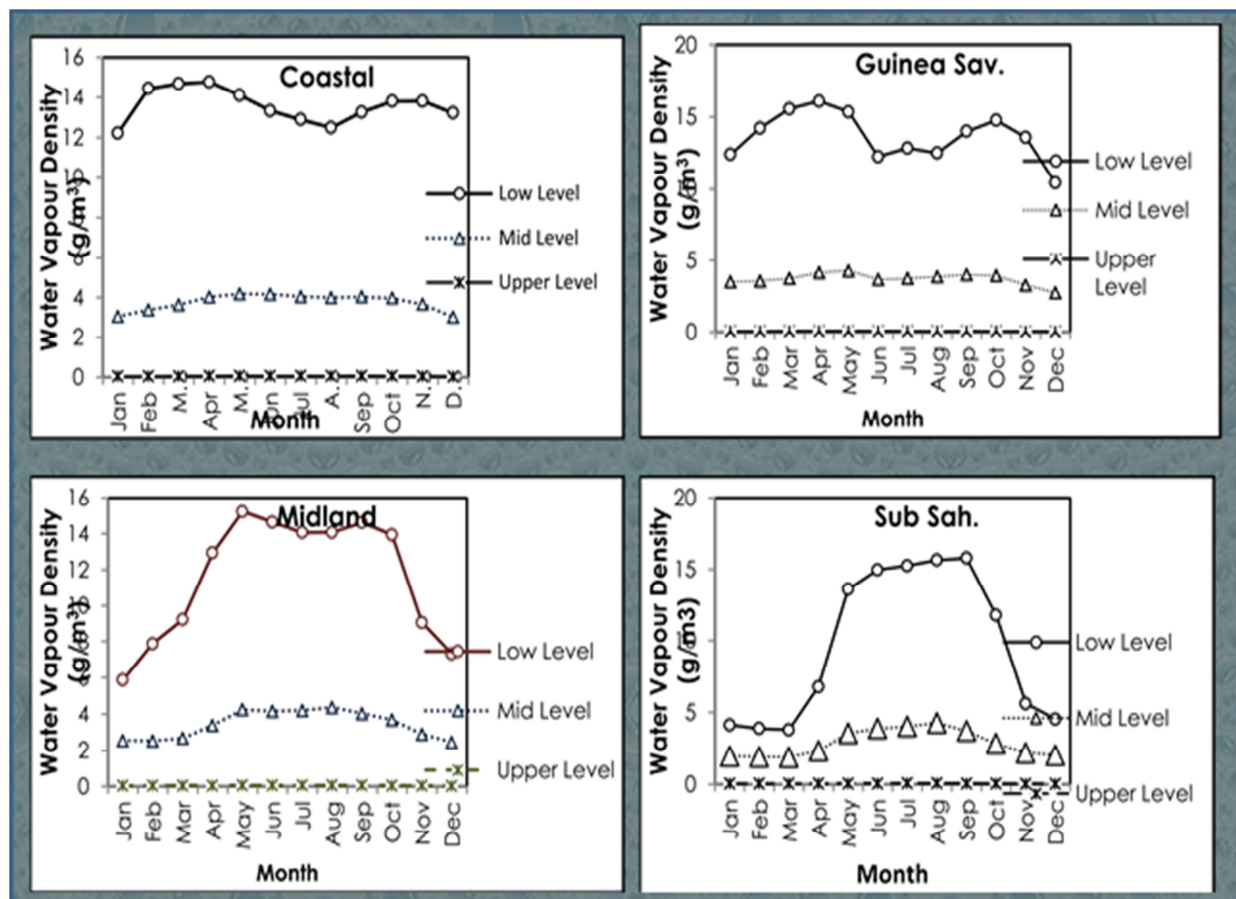 Coastal
Water Vapour Density
(g/m³)
16
14
12
10
8
6
4
2
0
Low Level
Mid Level
Upper Level
Jan
Feb
M.
Apr
M.
Jun
Jul
A.
Sep
Oct
N.
D.
Month
Guinea Sav.
Water Vapour Density
(g/m³)
20
15
10
5
0
Low Level
Mid Level
Upper
Level
Jan
Feb
Mar
Apr
May
Jun
Jul
Aug
Sep
Oct
Nov
Dec
Month
Midland
Water Vapour Density
(g/m³)
16
14
12
10
8
6
4
2
0
Low Level
Mid Level
Upper Level
Jan
Feb
Mar
Apr
May
Jun
Jul
Aug
Sep
Oct
Nov
Dec
Month
Sub Sah.
Water Vapour Density
(g/m3)
20
15
10
5
0
Low Level
Mid Level
Upper Level
Jan
Feb
Mar
Apr
May
Jun
Jul
Aug
Sep
Oct
Nov
Dec
Month